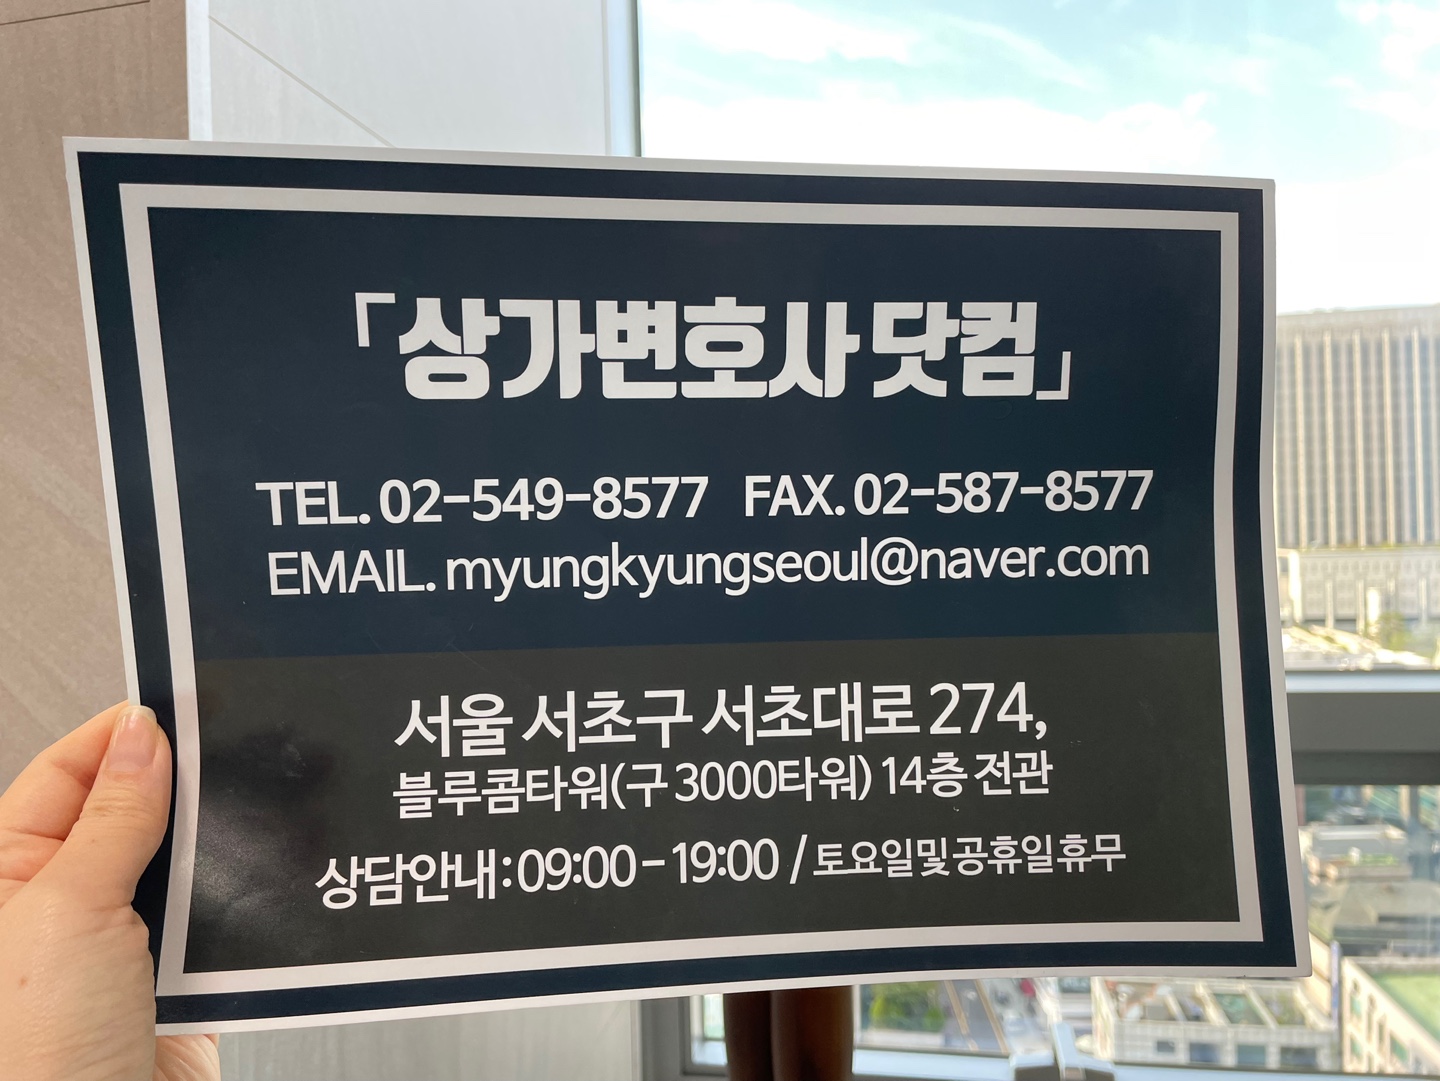 「상가변호사 닷컴」
TEL. 02-549-8577 FAX. 02-587-8577
EMAIL. myungkyungseoul@naver.com
서울 서초구 서초대로 274,
블루콤타워(구 3000타워) 14층 전관
상담안내 : 09:00 - 19:00 / 토요일 및 공휴일 휴무